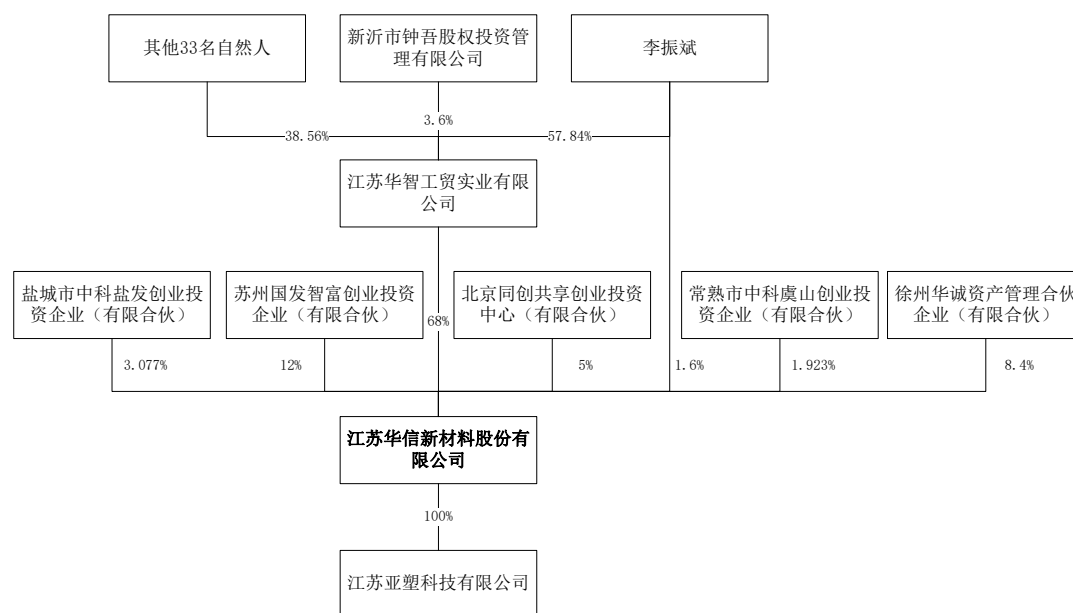 其他33名自然人
新沂市钟吾股权投资管
理有限公司
李振斌
3.6%
38.56%
57.84%
江苏华智工贸实业有限
公司
盐城市中科盐发创业投
资企业（有限合伙）
苏州国发智富创业投资
企业（有限合伙）
北京同创共享创业投资
中心（有限合伙）
常熟市中科虞山创业投
资企业（有限合伙）
徐州华诚资产管理合伙
企业（有限合伙）
68%
3.077%
12%
5%
1.6%
1.923%
8.4%
江苏华信新材料股份有
限公司
100%
江苏亚塑科技有限公司